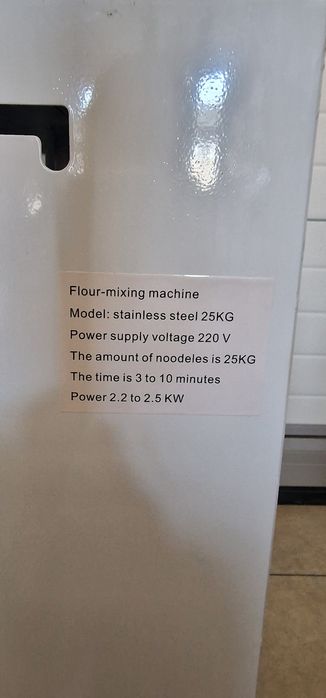 Flour-mixing machine
Model: stainless steel 25KG
Power supply voltage 220 V
The amount of noodeles is 25KG
The time is 3 to 10 minutes
Power 2.2 to 2.5 KW